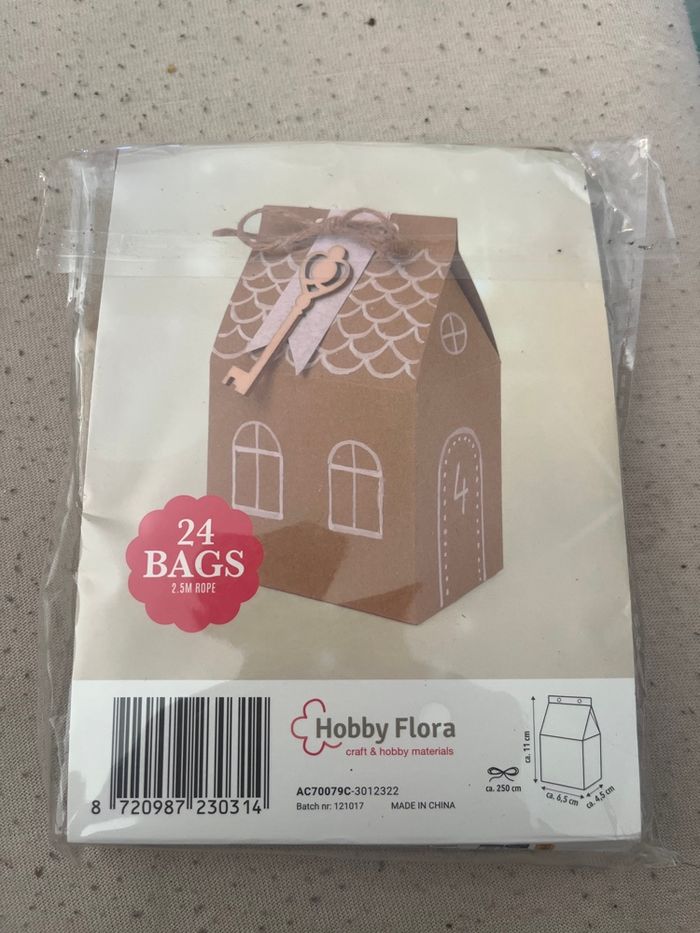 4
24
BAGS
2.5M ROPE
Hobby Flora
craft & hobby materials
AC70079C-3012322
Batch nr: 121017 MADE IN CHINA
8 720987 230314
ca. 250 cm
ca. 11 cm
ca. 6,5 cm
ca. 4,5 cm